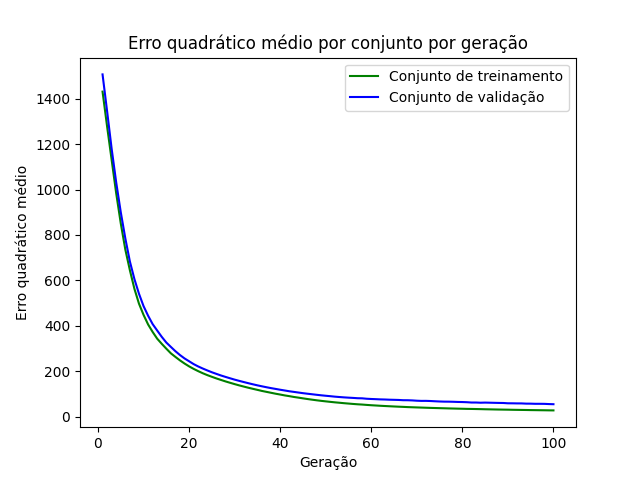 Erro quadrático médio por conjunto por geração
Conjunto de treinamento
Conjunto de validação
Erro quadrático médio
1400
1200
1000
800
600
400
200
0
0 20 40 60 80 100
Geração